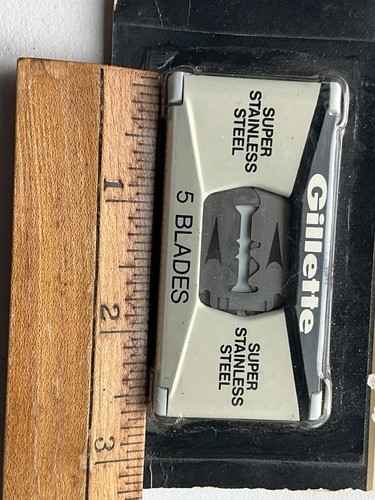 Gillette
SUPER
STAINLESS
STEEL
SUPER
STAINLESS
STEEL
5 BLADES
1
2
3